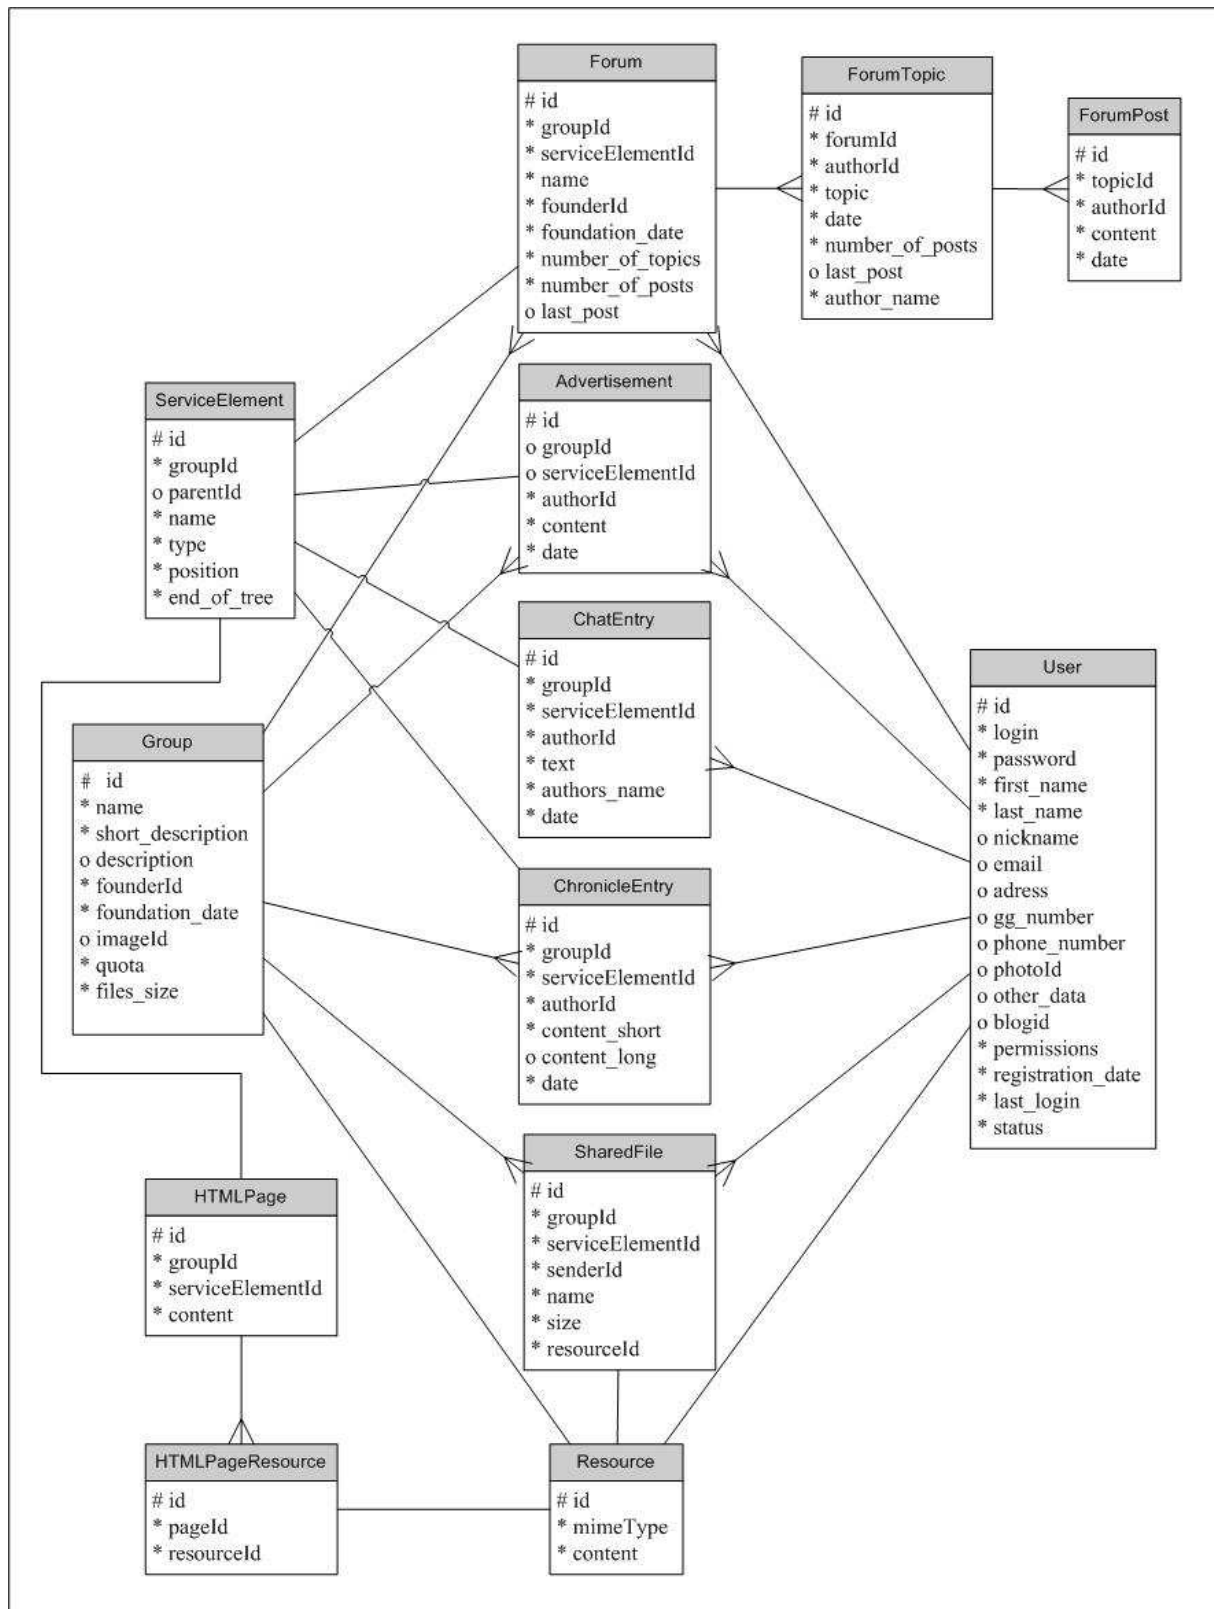 Forum
# id
* groupId
* serviceElementId
* name
* founderId
* foundation_date
* number_of_topics
* number_of_posts
o last_post
ForumTopic
# id
* forumId
* authorId
* topic
* date
* number_of_posts
o last_post
* author_name
ForumPost
# id
* topicId
* authorId
* content
* date
ServiceElement
# id
* groupId
o parentId
* name
* type
* position
* end_of_tree
Advertisement
# id
o groupId
o serviceElementId
* authorId
* content
* date
ChatEntry
# id
* groupId
* serviceElementId
* authorId
* text
* authors_name
* date
User
# id
* login
* password
* first_name
* last_name
o nickname
o email
o adress
o gg_number
o phone_number
o photoId
o other_data
o blogid
* permissions
* registration_date
* last_login
* status
Group
# id
* name
* short_description
o description
* founderId
* foundation_date
o imageId
* quota
* files_size
ChronicleEntry
# id
* groupId
* serviceElementId
* authorId
* content_short
o content_long
* date
SharedFile
# id
* groupId
* serviceElementId
* senderId
* name
* size
* resourceId
HTMLPage
# id
* groupId
* serviceElementId
* content
HTMLPageResource
# id
* pageId
* resourceId
Resource
# id
* mimeType
* content